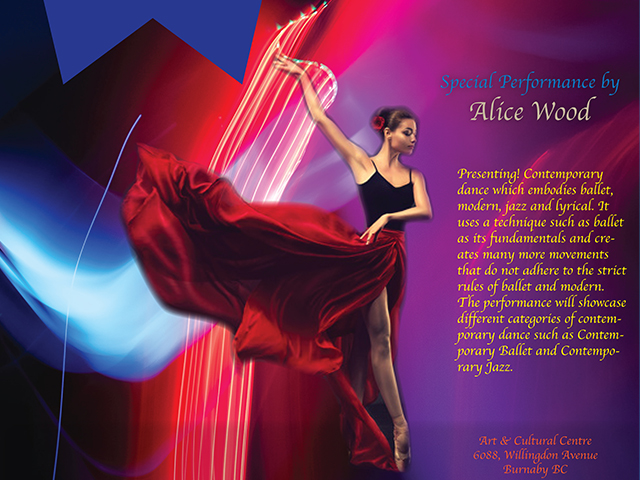 Special Performance by
Alice Wood
Presenting! Contemporary
dance which embodies ballet,
modern, jazz and lyrical. It
uses a technique such as ballet
as its fundamentals and cre-
ates many more movements
that do not adhere to the strict
rules of ballet and modern.
The performance will showcase
different categories of contem-
porary dance such as Contem-
porary Ballet and Contempo-
rary Jazz.
Art & Cultural Centre
6088, Willingdon Avenue
Burnaby BC